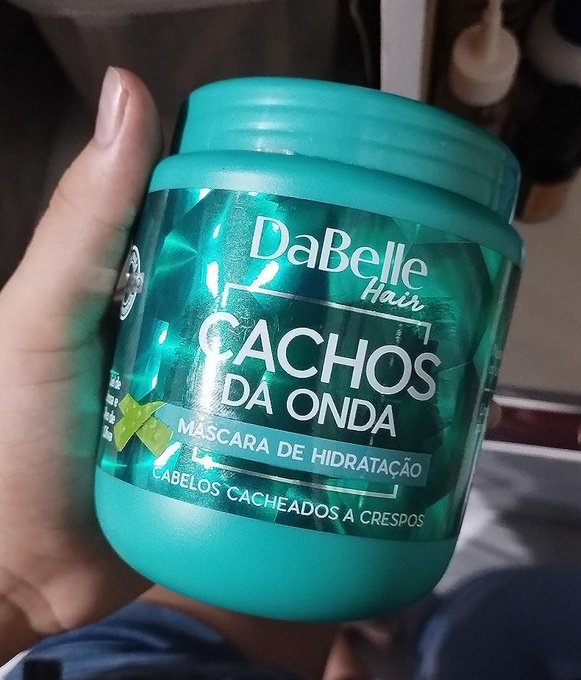 DaBelle
Hair
CACHOS
DA ONDA
MÁSCARA DE HIDRATAÇÃO
CABELOS CACHEADOS A CRESPOS